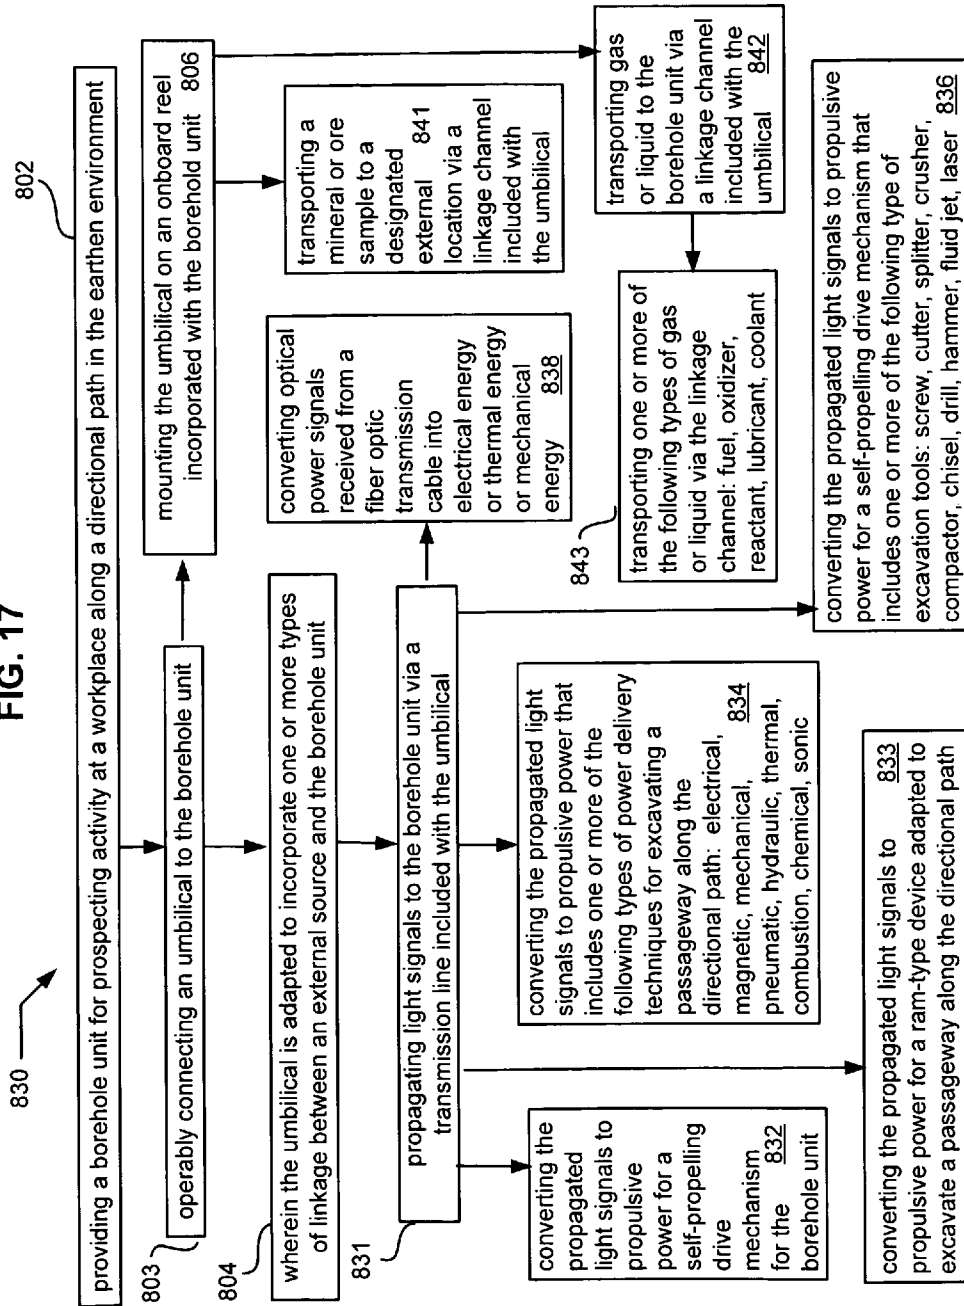 FIG. 17
830
802
providing a borehole unit for prospecting activity at a workplace along a directional path in the earthen environment
803
operably connecting an umbilical to the borehole unit
mounting the umbilical on an onboard reel
incorporated with the borehold unit 806
804
wherein the umbilical is adapted to incorporate one or more types
of linkage between an external source and the borehole unit
831
propagating light signals to the borehole unit via a
transmission line included with the umbilical
converting optical
power signals
received from a
fiber optic
transmission
cable into
electrical energy
or thermal energy
or mechanical
energy 838
transporting a
mineral or ore
sample to a
designated
external 841
location via a
linkage channel
included with
the umbilical
transporting gas
or liquid to the
borehole unit via
a linkage channel
included with the
umbilical 842
843
transporting one or more of
the following types of gas
or liquid via the linkage
channel: fuel, oxidizer,
reactant, lubricant, coolant
converting the
propagated
light signals to
propulsive
power for a
self-propelling
drive
mechanism
for the 832
borehole unit
converting the propagated light
signals to propulsive power that
includes one or more of the
following types of power delivery
techniques for excavating a
passageway along the
directional path: electrical, 834
magnetic, mechanical,
pneumatic, hydraulic, thermal,
combustion, chemical, sonic
converting the propagated light signals to propulsive
power for a self-propelling drive mechanism that
includes one or more of the following type of
excavation tools: screw, cutter, splitter, crusher,
compactor, chisel, drill, hammer, fluid jet, laser 836
converting the propagated light signals to 833
propulsive power for a ram-type device adapted to
excavate a passageway along the directional path